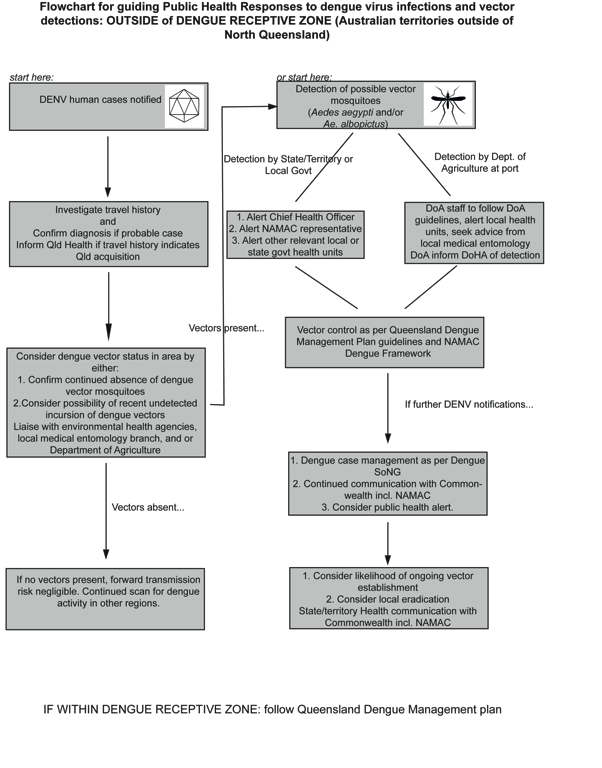 Flowchart for guiding Public Health Responses to dengue virus infections and vector
detections: OUTSIDE of DENGUE RECEPTIVE ZONE (Australian territories outside of
North Queensland)
start here:
DENV human cases notified
Investigate travel history
and
Confirm diagnosis if probable case
Inform Qld Health if travel history indicates
Qld acquisition
Consider dengue vector status in area by
either:
1. Confirm continued absence of dengue
vector mosquitoes
2.Consider possibility of recent undetected
incursion of dengue vectors
Liaise with environmental health agencies,
local medical entomology branch, and or
Department of Agriculture
Vectors absent...
If no vectors present, forward transmission
risk negligible. Continued scan for dengue
activity in other regions.
Vectors present...
or start here:
Detection of possible vector
mosquitoes
(Aedes aegypti and/or
Ae. albopictus)
Detection by State/Territory or
Local Govt
Detection by Dept. of
Agriculture at port
1. Alert Chief Health Officer
2. Alert NAMAC representative
3. Alert other relevant local or
state govt health units
DoA staff to follow DoA
guidelines, alert local health
units, seek advice from
local medical entomology
DoA inform DoHA of detection
Vector control as per Queensland Dengue
Management Plan guidelines and NAMAC
Dengue Framework
If further DENV notifications...
1. Dengue case management as per Dengue
SoNG
2. Continued communication with Common-
wealth incl. NAMAC
3. Consider public health alert.
1. Consider likelihood of ongoing vector
establishment
2. Consider local eradication
State/territory Health communication with
Commonwealth incl. NAMAC
IF WITHIN DENGUE RECEPTIVE ZONE: follow Queensland Dengue Management plan